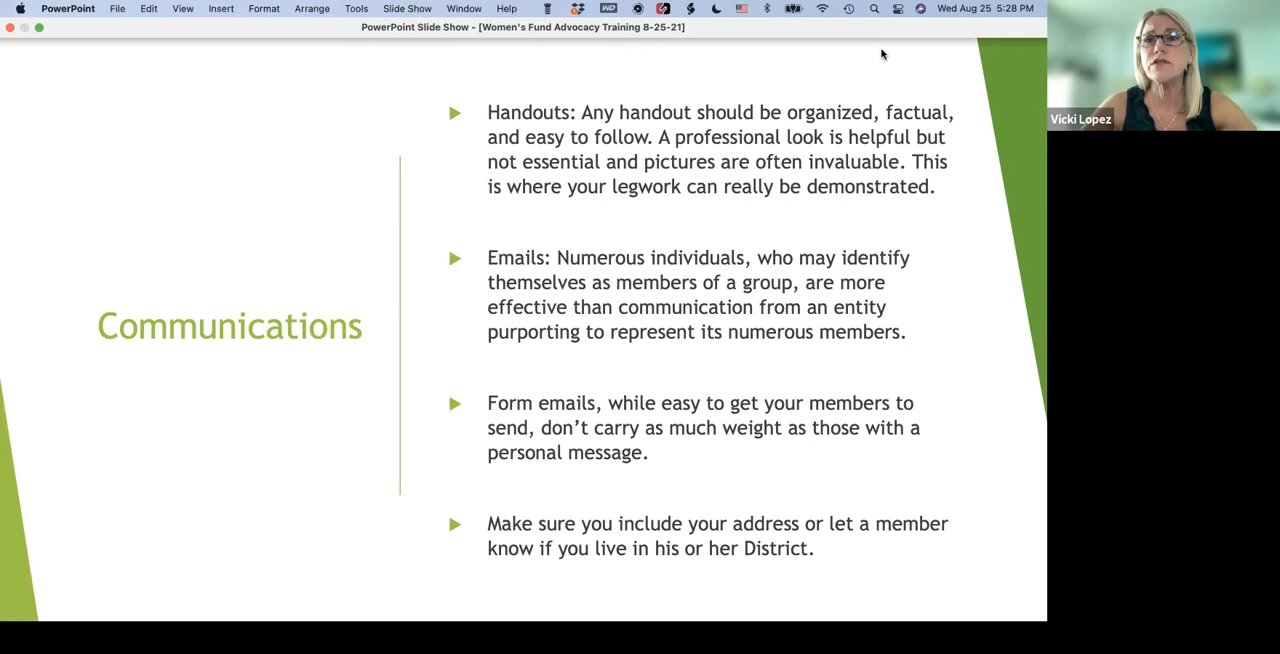 PowerPoint File Edit View Insert Format Arrange Tools Slide Show Window Help Wed Aug 25 5:28 PM
PowerPoint Slide Show - [Women's Fund Advocacy Training 8-25-21]
Vicki Lopez
Communications
Handouts: Any handout should be organized, factual,
and easy to follow. A professional look is helpful but
not essential and pictures are often invaluable. This
is where your legwork can really be demonstrated.
Emails: Numerous individuals, who may identify
themselves as members of a group, are more
effective than communication from an entity
purporting to represent its numerous members.
Form emails, while easy to get your members to
send, don’t carry as much weight as those with a
personal message.
Make sure you include your address or let a member
know if you live in his or her District.